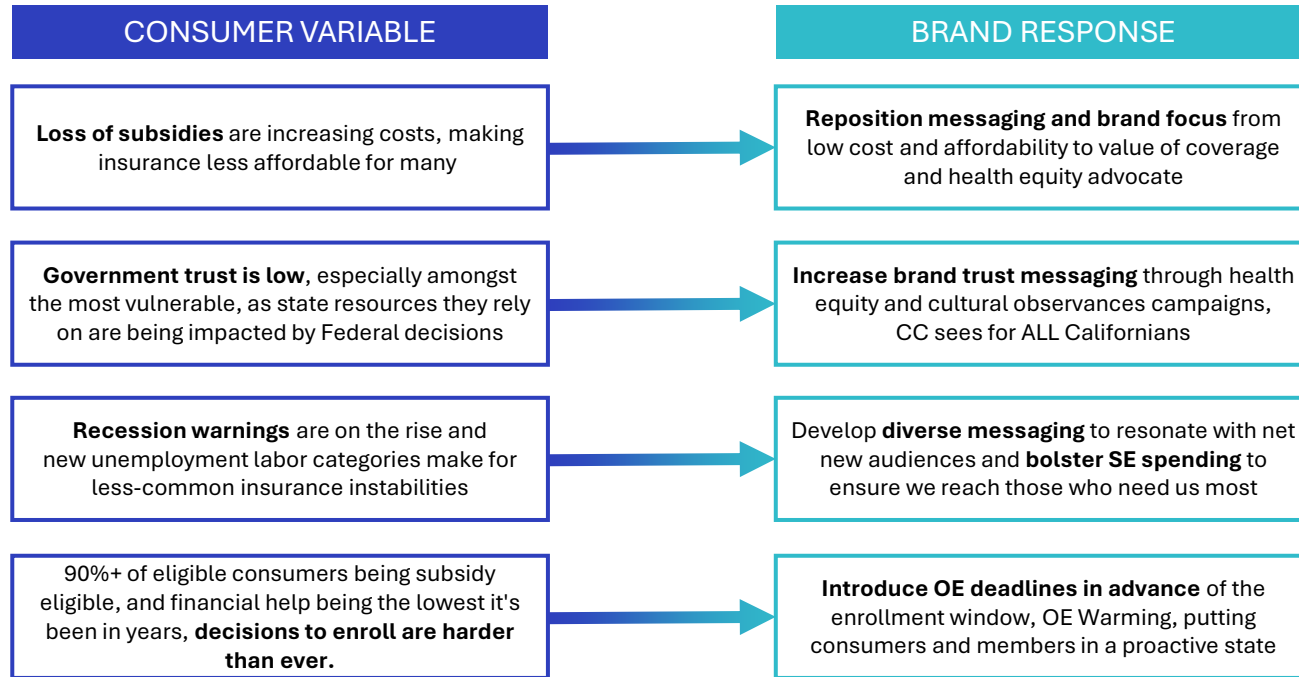 CONSUMER VARIABLE
BRAND RESPONSE
Loss of subsidies are increasing costs, making
insurance less affordable for many
Reposition messaging and brand focus from
low cost and affordability to value of coverage
and health equity advocate
Government trust is low, especially amongst
the most vulnerable, as state resources they rely
on are being impacted by Federal decisions
Increase brand trust messaging through health
equity and cultural observances campaigns,
CC sees for ALL Californians
Recession warnings are on the rise and
new unemployment labor categories make for
less-common insurance instabilities
Develop diverse messaging to resonate with net
new audiences and bolster SE spending to
ensure we reach those who need us most
90%+ of eligible consumers being subsidy
eligible, and financial help being the lowest it's
been in years, decisions to enroll are harder
than ever.
Introduce OE deadlines in advance of the
enrollment window, OE Warming, putting
consumers and members in a proactive state